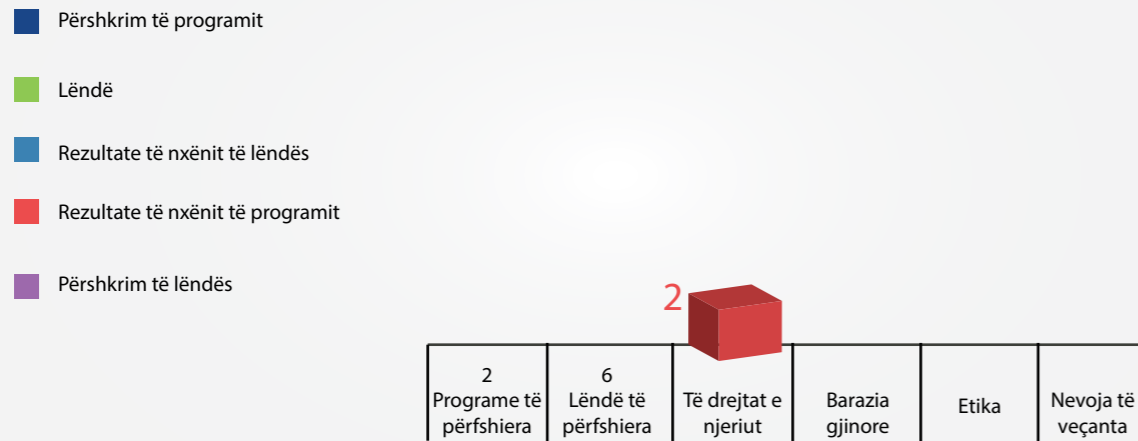 Përshkrim të programit
Lëndë
Rezultate të nxënit të lëndës
Rezultate të nxënit të programit
Përshkrim të lëndës
2
2
Programe të
përfshiera
6
Lëndë të
përfshiera
Të drejtat e
njeriut
Barazia
gjinore
Etika
Nevoja të
veçanta